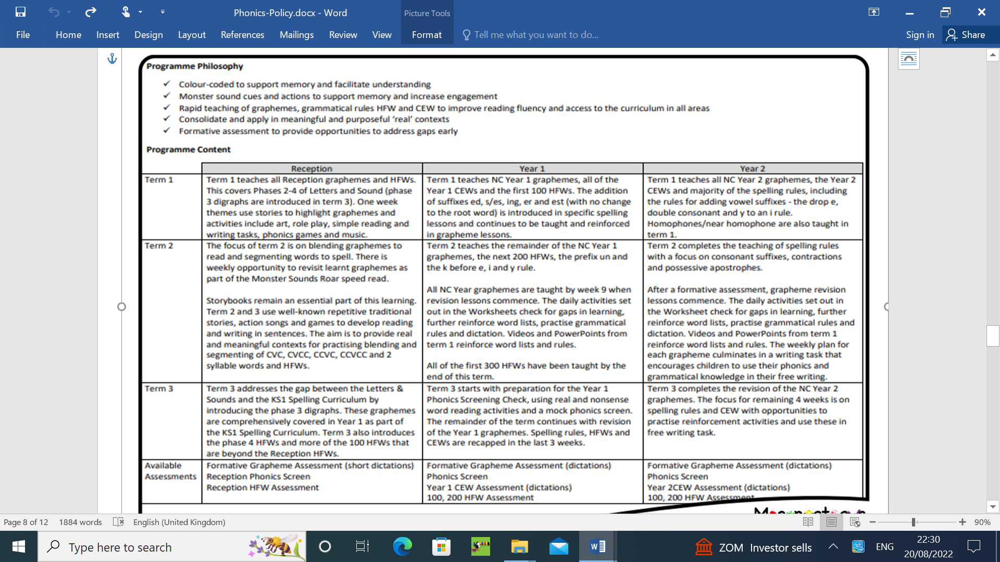 Phonics-Policy.docx - Word
Picture Tools
File
Home
Insert
Design
Layout
References
Mailings
Review
View
Format
Tell me what you want to do...
Sign in
Share
Programme Philosophy
✓ Colour-coded to support memory and facilitate understanding
✓ Monster sound cues and actions to support memory and increase engagement
✓ Rapid teaching of graphemes, grammatical rules HFW and CEW to improve reading fluency and access to the curriculum in all areas
✓ Consolidate and apply in meaningful and purposeful 'real' contexts
✓ Formative assessment to provide opportunities to address gaps early
Programme Content
Reception
Year 1
Year 2
Term 1
Term 1 teaches all Reception graphemes and HFWs.
This covers Phases 2-4 of Letters and Sound (phase
3 digraphs are introduced in term 3). One week
themes use stories to highlight graphemes and
activities include art, role play, simple reading and
writing tasks, phonics games and music.
Term 1 teaches NC Year 1 graphemes, all of the
Year 1 CEWs and the first 100 HFWs. The addition
of suffixes ed, s/es, ing, er and est (with no change
to the root word) is introduced in specific spelling
lessons and continues to be taught and reinforced
in grapheme lessons.
Term 1 teaches all NC Year 2 graphemes, the Year 2
CEWs and majority of the spelling rules, including
the rules for adding vowel suffixes - the drop e,
double consonant and y to an i rule.
Homophones/near homophone are also taught in
term 1.
Term 2
The focus of term 2 is on blending graphemes to
read and segmenting words to spell. There is
weekly opportunity to revisit learnt graphemes as
part of the Monster Sounds Roar speed read.
Storybooks remain an essential part of this learning.
Term 2 and 3 use well-known repetitive traditional
stories, action songs and games to develop reading
and writing in sentences. The aim is to provide real
and meaningful contexts for practising blending and
segmenting of CVC, CVCC, CCVC, CCVCC and 2
syllable words and HFWs.
Term 2 teaches the remainder of the NC Year 1
graphemes, the next 200 HFWs, the prefix un and
the k before e, i and y rule.
All NC Year graphemes are taught by week 9 when
revision lessons commence. The daily activities set
out in the Worksheets check for gaps in learning,
further reinforce word lists, practise grammatical
rules and dictation. Videos and PowerPoints from
term 1 reinforce word lists and rules.
All of the first 300 HFWs have been taught by the
end of this term.
Term 2 completes the teaching of spelling rules
with a focus on consonant suffixes, contractions
and possessive apostrophes.
After a formative assessment, grapheme revision
lessons commence. The daily activities set out in
the Worksheet check for gaps in learning, further
reinforce word lists, practise grammatical rules and
dictation. Videos and PowerPoints from term 1
reinforce word lists and rules. The weekly plan for
each grapheme culminates in a writing task that
encourages children to use their phonics and
grammatical knowledge in their free writing.
Term 3
Term 3 addresses the gap between the Letters &
Sounds and the KS1 Spelling Curriculum by
introducing the phase 3 digraphs. These graphemes
are comprehensively covered in Year 1 as part of
the KS1 Spelling Curriculum. Term 3 also introduces
the phase 4 HFWs and more of the 100 HFWs that
are beyond the Reception HFWs.
Term 3 starts with preparation for the Year 1
Phonics Screening Check, using real and nonsense
word reading activities and a mock phonics screen.
The remainder of the term continues with revision
of the Year 1 graphemes. Spelling rules, HFWs and
CEWs are recapped in the last 3 weeks.
Term 3 completes the revision of the NC Year 2
graphemes. The focus for remaining 4 weeks is on
spelling rules and CEW with opportunities to
practise reinforcement activities and use these in
free writing task.
Available
Assessments
Formative Grapheme Assessment (short dictations)
Reception Phonics Screen
Reception HFW Assessment
Formative Grapheme Assessment (dictations)
Phonics Screen
Year 1 CEW Assessment (dictations)
100, 200 HFW Assessment
Formative Grapheme Assessment (dictations)
Phonics Screen
Year 2CEW Assessment (dictations)
100, 200 HFW Assessment
Page 8 of 12
1884 words
English (United Kingdom)
90%
Type here to search
ZOM Investor sells
ENG
22:30
20/08/2022